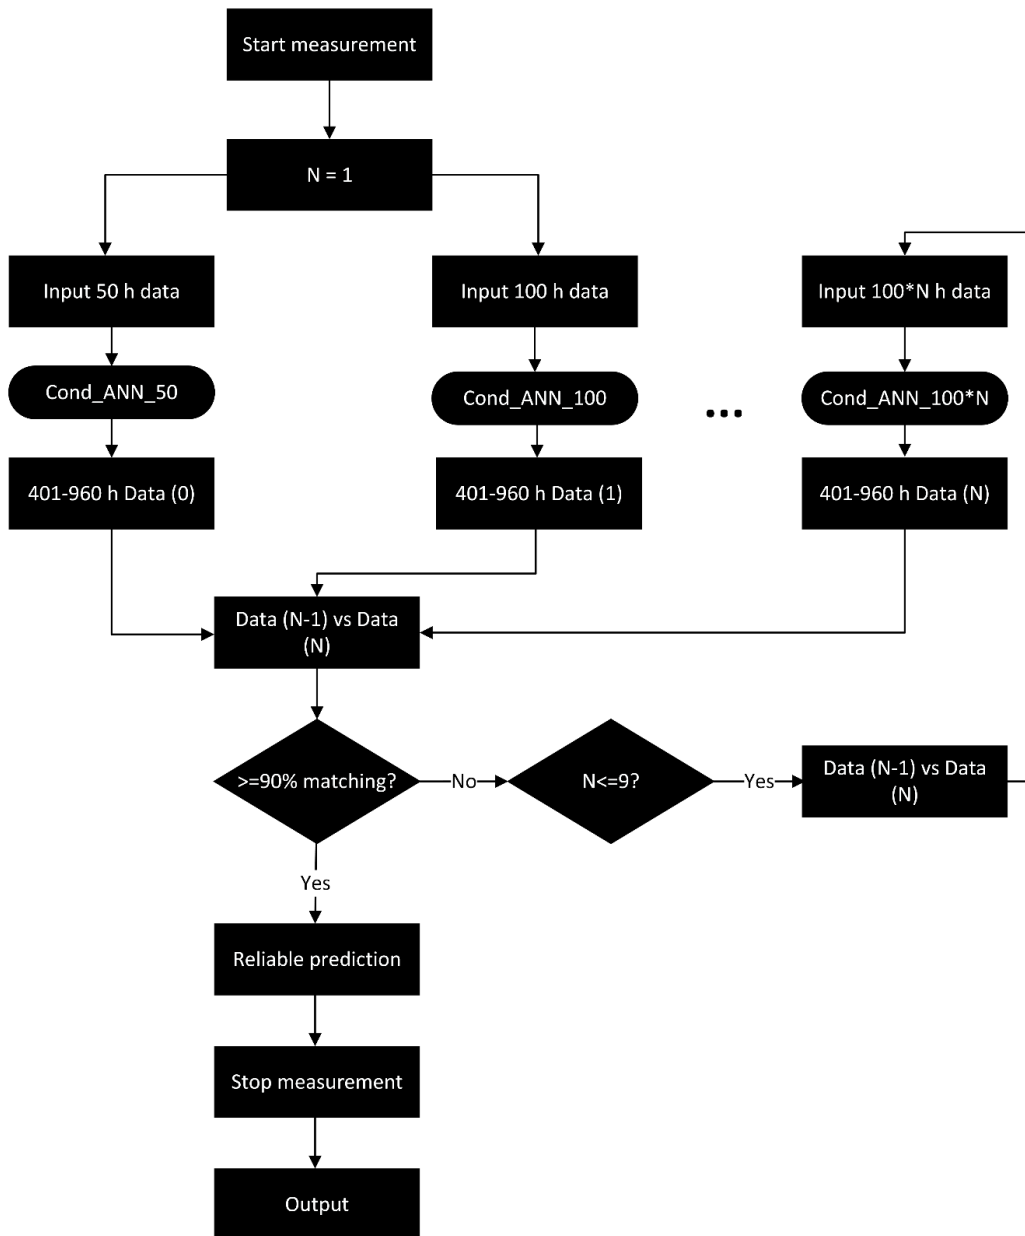 Start measurement
N = 1
Input 50 h data
Input 100 h data
Input 100*N h data
Cond_ANN_50
Cond_ANN_100
...
Cond_ANN_100*N
401-960 h Data (0)
401-960 h Data (1)
401-960 h Data (N)
Data (N-1) vs Data
(N)
>=90% matching?
No
N<=9?
Yes
Data (N-1) vs Data
(N)
Yes
Reliable prediction
Stop measurement
Output